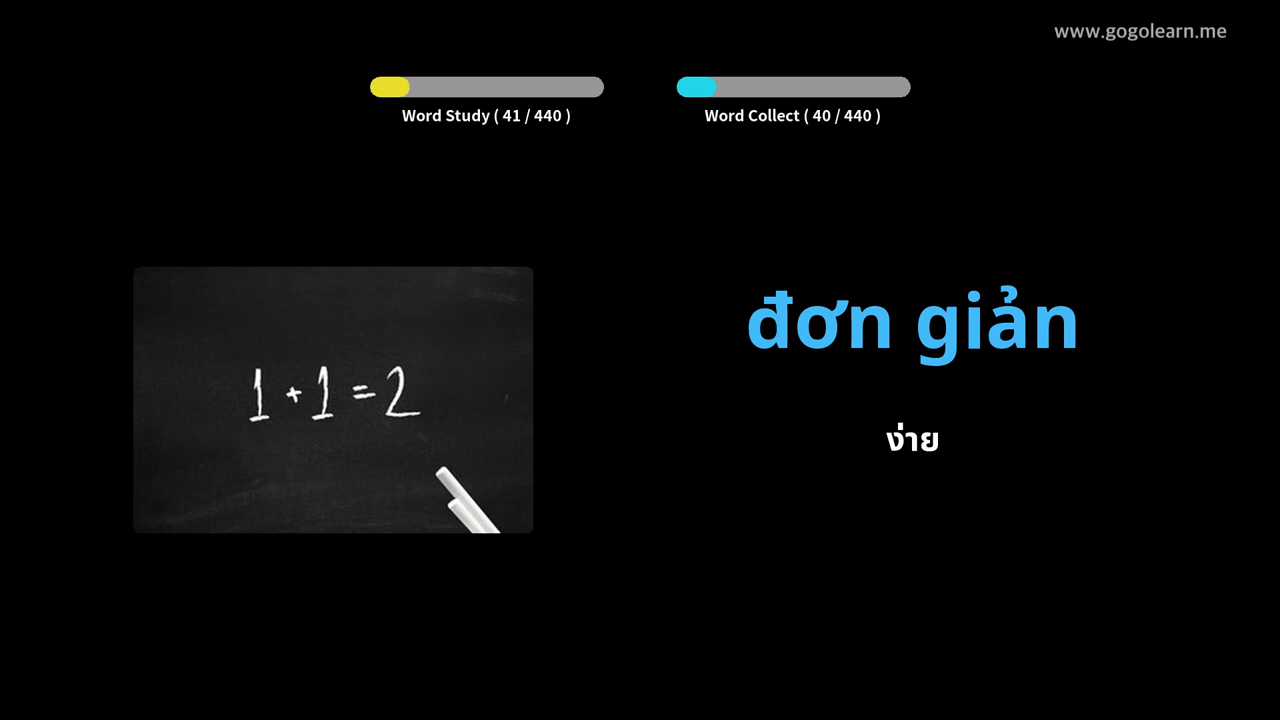 www.gogolearn.me
Word Study ( 41 / 440 )
Word Collect ( 40 / 440 )
1 + 1 = 2
đơn giản
ง่าย